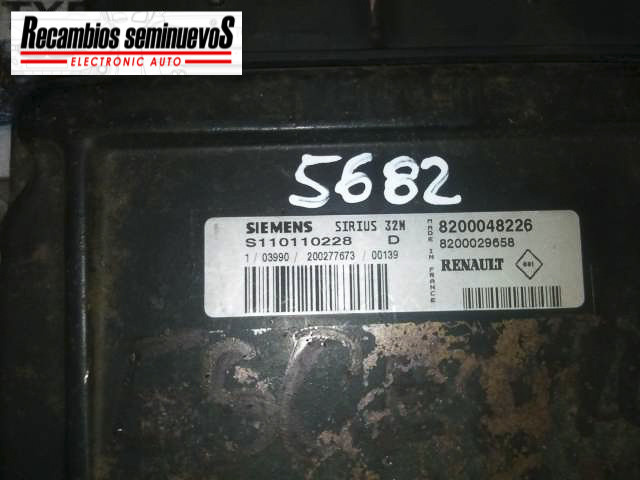 Recambios seminuevoS
ELECTRONIC AUTO
5682
SIEMENS SIRIUS 32N
S110110228 D
1 / 03990 / 200277673 / 00139
MADE IN FRANCE
8200048226
8200029658
RENAULT